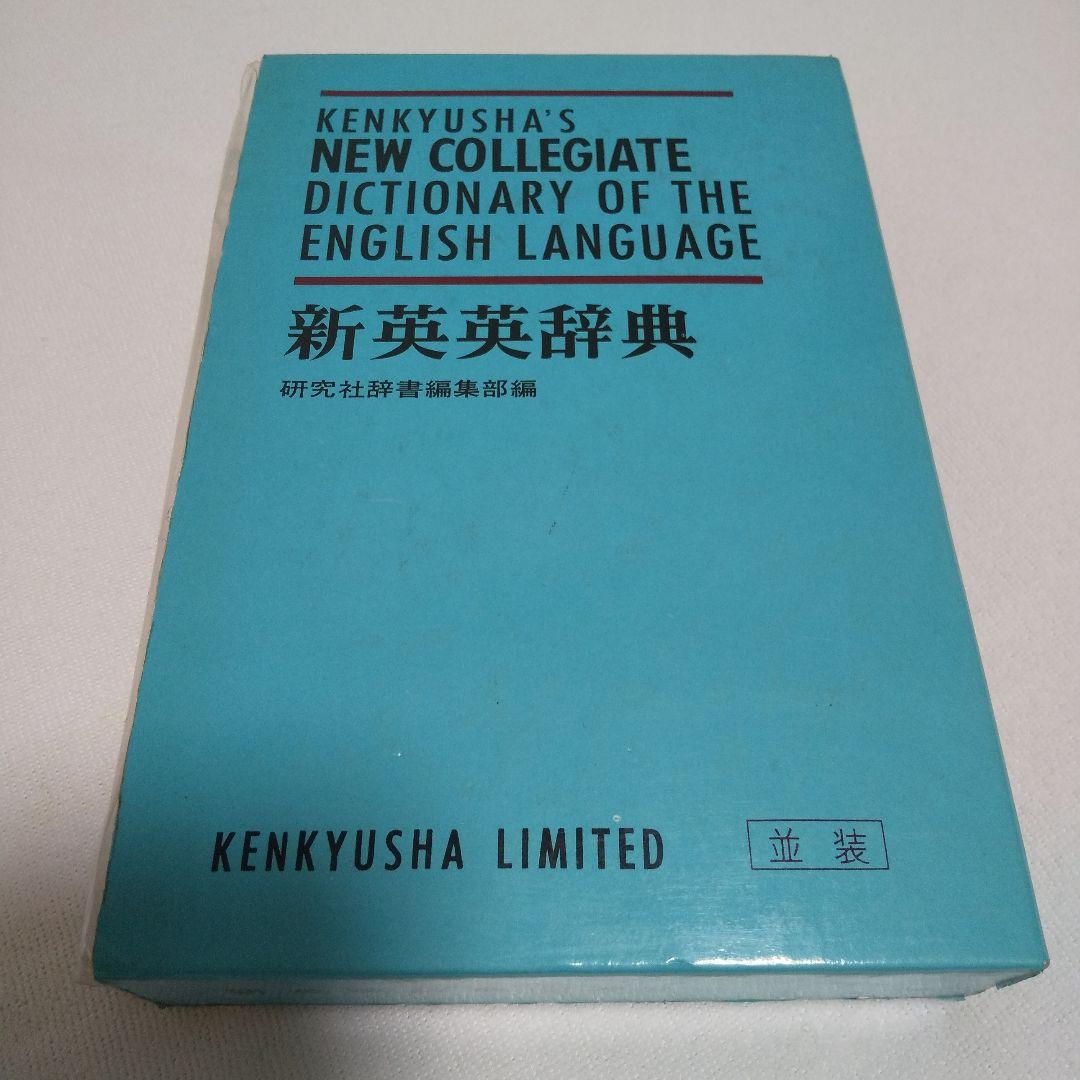 KENKYUSHA'S
NEW COLLEGIATE
DICTIONARY OF THE
ENGLISH LANGUAGE
新英英辞典
研究社辞書編集部編
KENKYUSHA LIMITED
並装